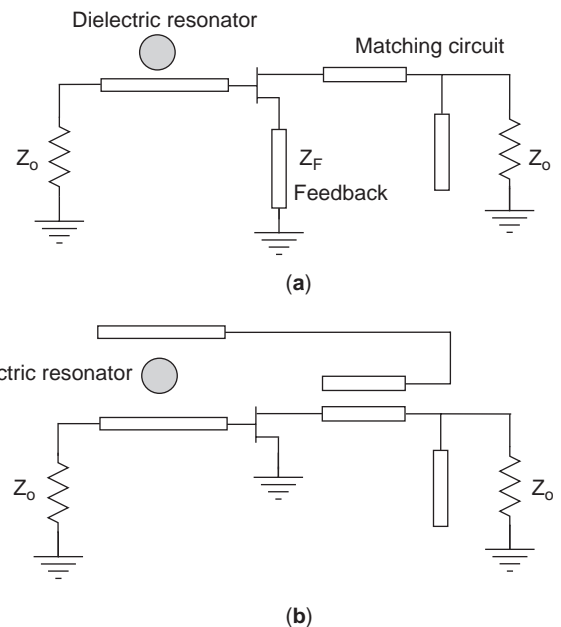 Dielectric resonator
Matching circuit
Zo
ZF
Feedback
Zo
(a)
ctric resonator
Zo
Zo
(b)